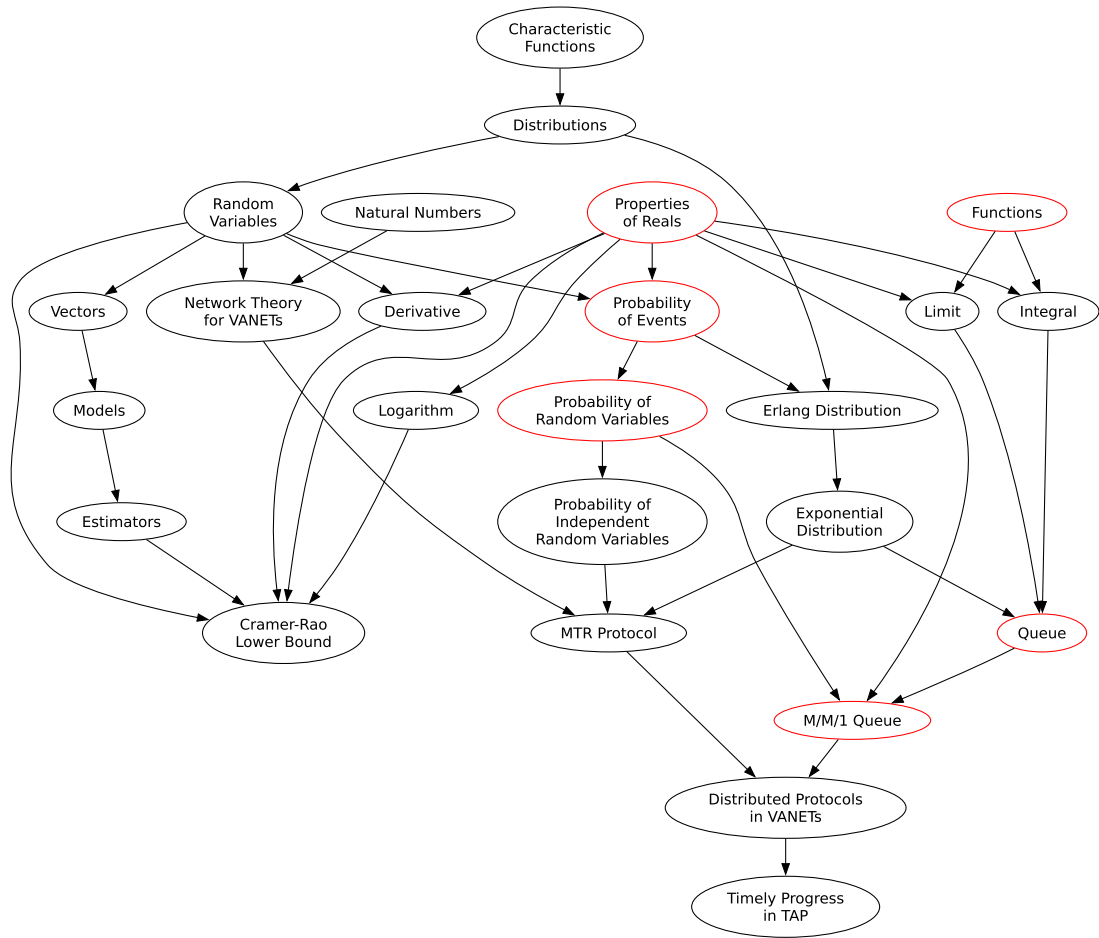 Characteristic
Functions
Distributions
Random
Variables
Natural Numbers
Properties
of Reals
Functions
Vectors
Network Theory
for VANETs
Derivative
Probability
of Events
Limit
Integral
Models
Logarithm
Probability of
Random Variables
Erlang Distribution
Estimators
Probability of
Independent
Random Variables
Exponential
Distribution
Cramer-Rao
Lower Bound
MTR Protocol
Queue
M/M/1 Queue
Distributed Protocols
in VANETs
Timely Progress
in TAP